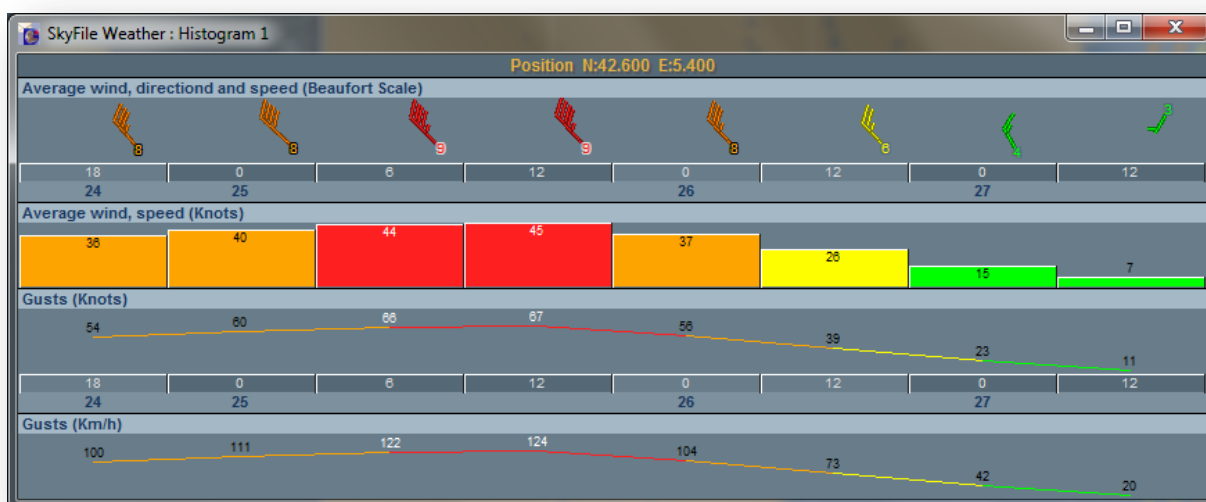 SkyFile Weather : Histogram 1
Position N:42.600 E:5.400
Average wind, directiond and speed (Beaufort Scale)
8 8 9 9 8 6 4 3
18 0 6 12 0 12 0 12
24 25 26 27
Average wind, speed (Knots)
36 40 44 45 37 26 15 7
Gusts (Knots)
54 60 66 67 56 39 23 11
18 0 6 12 0 12 0 12
24 25 26 27
Gusts (Km/h)
100 111 122 124 104 73 42 20